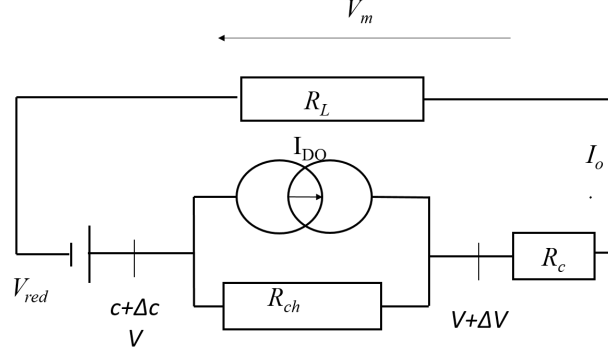 V_m
R_L
I_DO
I_o
.
V_red
R_ch
R_c
c+Δc
V
V+ΔV